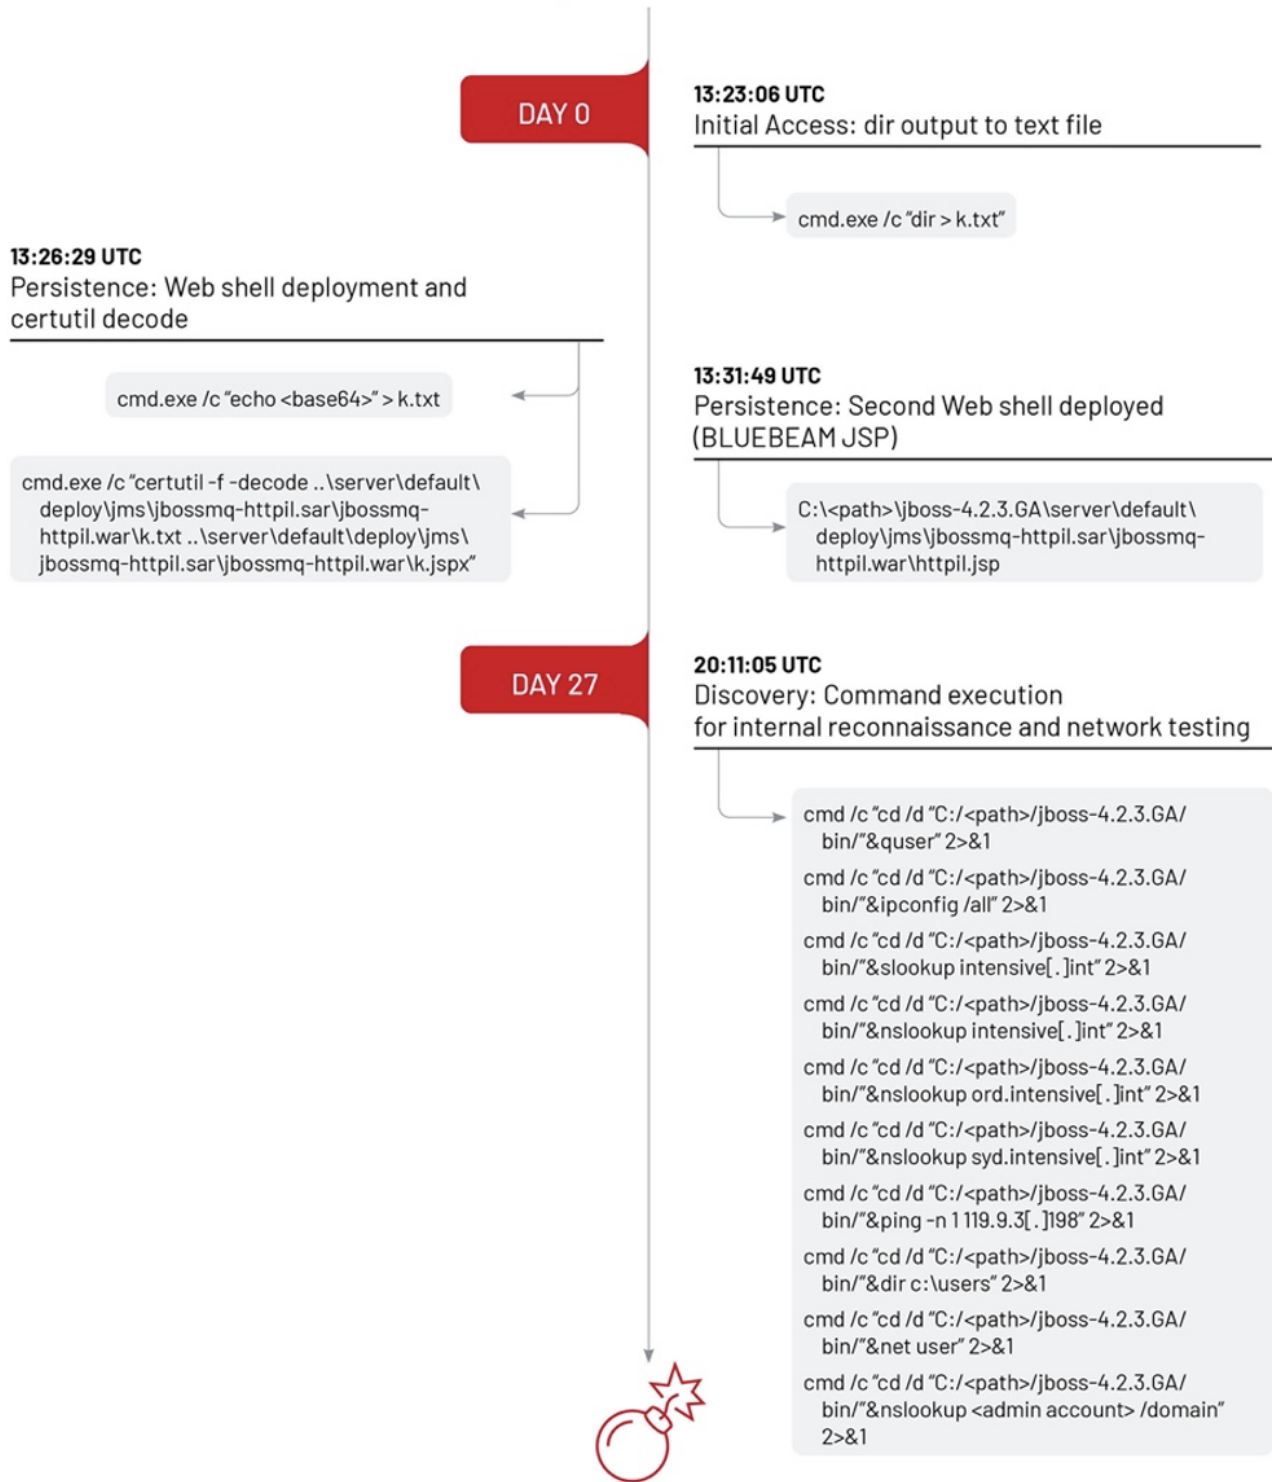 DAY 0
13:23:06 UTC
Initial Access: dir output to text file
cmd.exe /c “dir > k.txt”
13:26:29 UTC
Persistence: Web shell deployment and
certutil decode
cmd.exe /c “echo <base64>” > k.txt
cmd.exe /c “certutil -f -decode ..\server\default\
deploy\jms\jbossmq-httpil.sar\jbossmq-
httpil.war\k.txt ..\server\default\deploy\jms\
jbossmq-httpil.sar\jbossmq-httpil.war\k.jspx”
13:31:49 UTC
Persistence: Second Web shell deployed
(BLUEBEAM JSP)
C:\<path>\jboss-4.2.3.GA\server\default\
deploy\jms\jbossmq-httpil.sar\jbossmq-
httpil.war\httpil.jsp
DAY 27
20:11:05 UTC
Discovery: Command execution
for internal reconnaissance and network testing
cmd /c “cd /d “C:/<path>/jboss-4.2.3.GA/
bin/”&quser” 2>&1
cmd /c “cd /d “C:/<path>/jboss-4.2.3.GA/
bin/”&ipconfig /all” 2>&1
cmd /c “cd /d “C:/<path>/jboss-4.2.3.GA/
bin/”&slookup intensive[.]int” 2>&1
cmd /c “cd /d “C:/<path>/jboss-4.2.3.GA/
bin/”&nslookup intensive[.]int” 2>&1
cmd /c “cd /d “C:/<path>/jboss-4.2.3.GA/
bin/”&nslookup ord.intensive[.]int” 2>&1
cmd /c “cd /d “C:/<path>/jboss-4.2.3.GA/
bin/”&nslookup syd.intensive[.]int” 2>&1
cmd /c “cd /d “C:/<path>/jboss-4.2.3.GA/
bin/”&ping -n 1 119.9.3[.]198” 2>&1
cmd /c “cd /d “C:/<path>/jboss-4.2.3.GA/
bin/”&dir c:\users” 2>&1
cmd /c “cd /d “C:/<path>/jboss-4.2.3.GA/
bin/”&net user” 2>&1
cmd /c “cd /d “C:/<path>/jboss-4.2.3.GA/
bin/”&nslookup <admin account> /domain”
2>&1